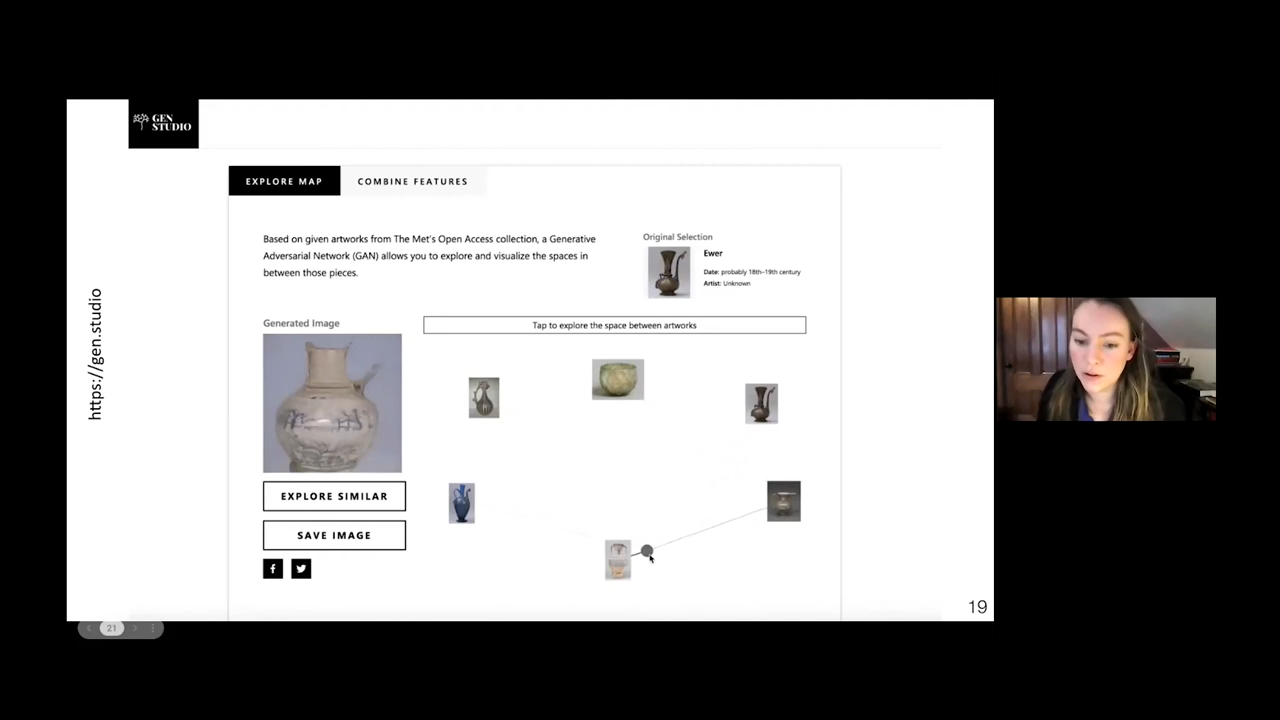 GEN
STUDIO
EXPLORE MAP
COMBINE FEATURES
Based on given artworks from The Met's Open Access collection, a Generative
Adversarial Network (GAN) allows you to explore and visualize the spaces in
between those pieces.
Original Selection
Ewer
Date: probably 18th–19th century
Artist: Unknown
https://gen.studio
Generated Image
Tap to explore the space between artworks
EXPLORE SIMILAR
SAVE IMAGE
19
21